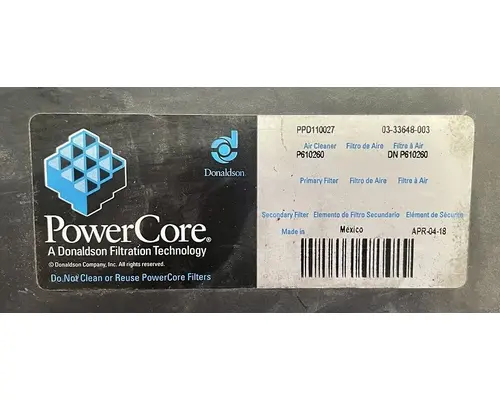 Donaldson
PowerCore®
A Donaldson Filtration Technology
© Donaldson Company, Inc. All rights reserved.
Do Not Clean or Reuse PowerCore Filters
PPD110027 03-33648-003
Air Cleaner Filtro de Aire Filtre à Air
P610260 DN P610260
Primary Filter Filtro de Aire Filtre à Air
Secondary Filter Elemento de Filtro Secundario Elément de Sécurité
Made in México APR-04-18